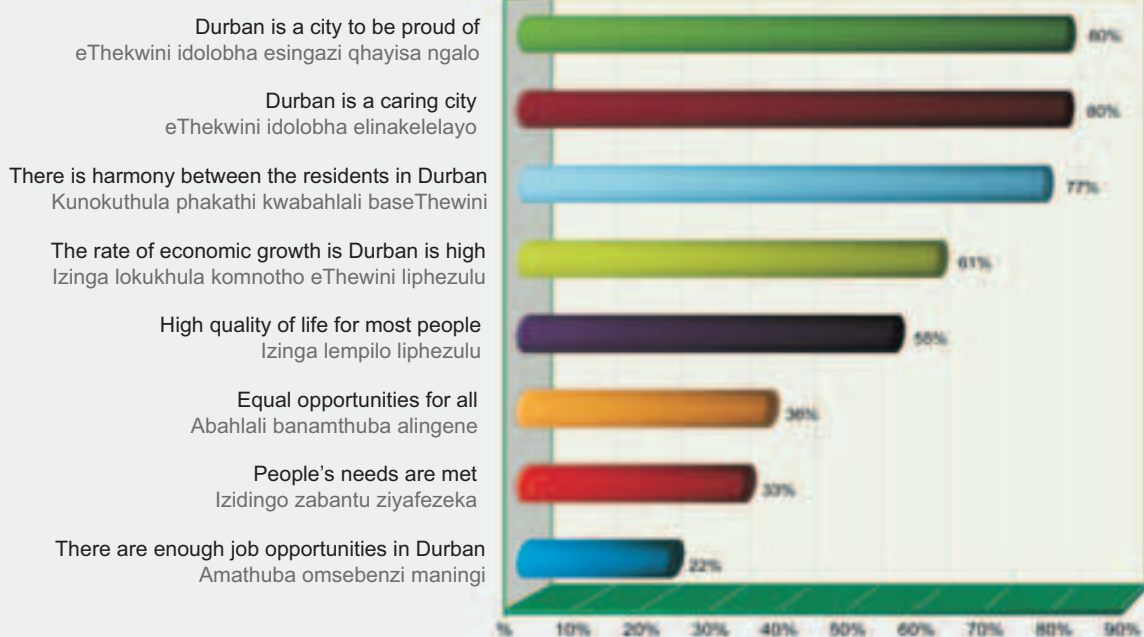 Durban is a city to be proud of
eThekwini idolobha esingazi qhayisa ngalo
80%
Durban is a caring city
eThekwini idolobha elinakelelayo
80%
There is harmony between the residents in Durban
Kunokuthula phakathi kwabahlali baseThewini
77%
The rate of economic growth is Durban is high
Izinga lokukhula komnotho eThewini liphezulu
61%
High quality of life for most people
Izinga lempilo liphezulu
Equal opportunities for all
Abahlali banamthuba alingene
36%
People's needs are met
Izidingo zabantu ziyafezeka
33%
There are enough job opportunities in Durban
Amathuba omsebenzi maningi
22%
% 10% 20% 30% 40% 50% 60% 70% 80% 90%